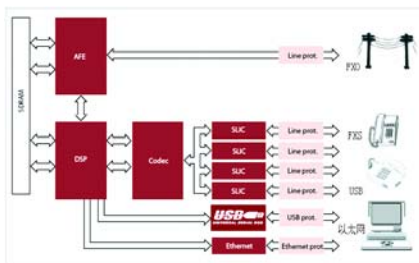 SDRAM
AFE
Line prot.
FXO
DSP
Codec
SLIC
Line prot.
FXS
SLIC
Line prot.
SLIC
Line prot.
SLIC
Line prot.
USB
USB
USB prot.
以太网
Ethernet
Ethernet prot